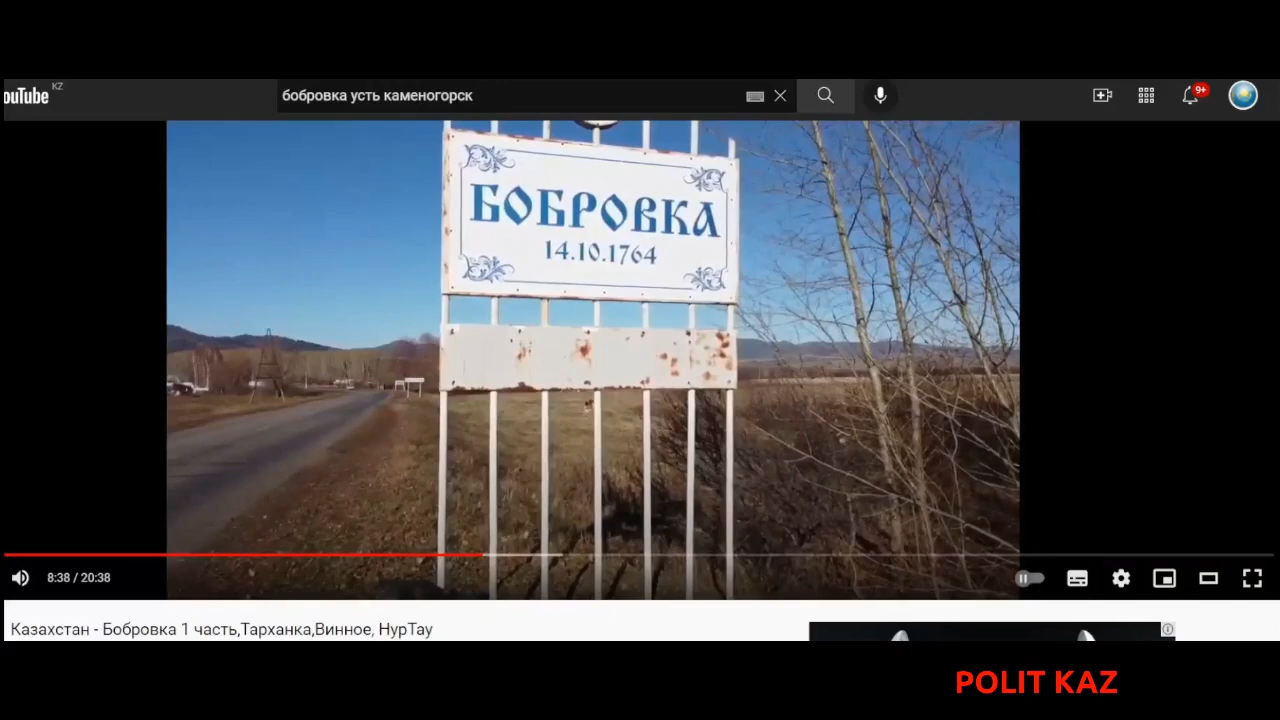 ouTube KZ
бобровка усть каменогорск
9+
БОБРОВКА
14.10.1764
8:38 / 20:38
Казахстан - Бобровка 1 часть,Тарханка,Винное, НурТау
POLIT KAZ